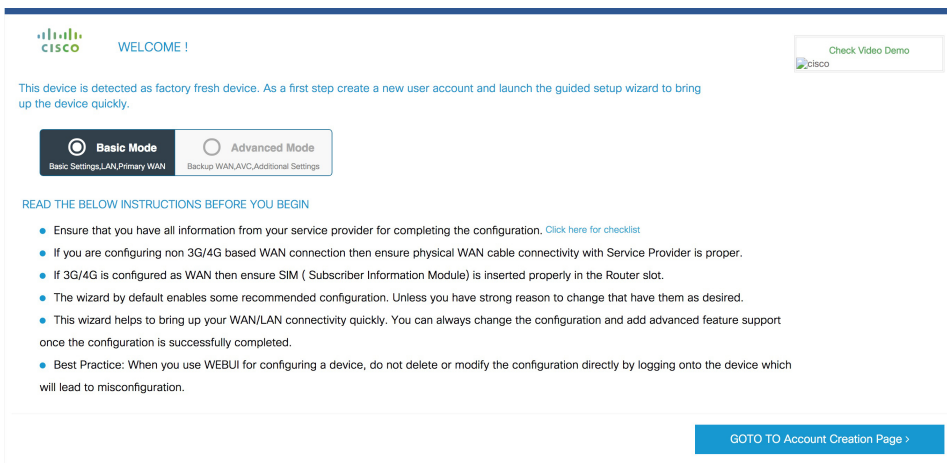 CISCO
WELCOME !
Check Video Demo
cisco
This device is detected as factory fresh device. As a first step create a new user account and launch the guided setup wizard to bring
up the device quickly.
Basic Mode
Basic Settings,LAN,Primary WAN
Advanced Mode
Backup WAN,AVC,Additional Settings
READ THE BELOW INSTRUCTIONS BEFORE YOU BEGIN
Ensure that you have all information from your service provider for completing the configuration. Click here for checklist
If you are configuring non 3G/4G based WAN connection then ensure physical WAN cable connectivity with Service Provider is proper.
If 3G/4G is configured as WAN then ensure SIM ( Subscriber Information Module) is inserted properly in the Router slot.
The wizard by default enables some recommended configuration. Unless you have strong reason to change that have them as desired.
This wizard helps to bring up your WAN/LAN connectivity quickly. You can always change the configuration and add advanced feature support
once the configuration is successfully completed.
Best Practice: When you use WEBUI for configuring a device, do not delete or modify the configuration directly by logging onto the device which
will lead to misconfiguration.
GOTO TO Account Creation Page >